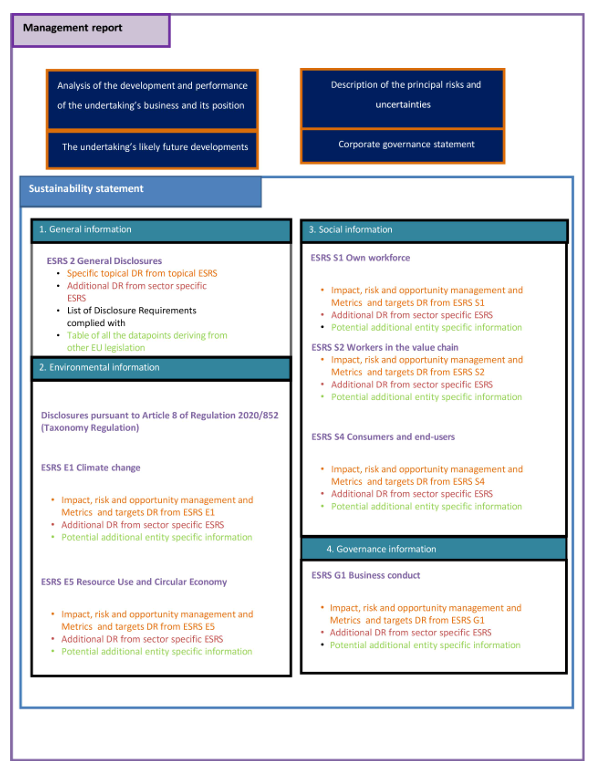 Management report
Analysis of the development and performance
of the undertaking's business and its position
The undertaking's likely future developments
Description of the principal risks and
uncertainties
Corporate governance statement
Sustainability statement
1. General information
ESRS 2 General Disclosures
• Specific topical DR from topical ESRS
• Additional DR from sector specific
ESRS
• List of Disclosure Requirements
complied with
• Table of all the datapoints deriving from
other EU legislation
2. Environmental information
Disclosures pursuant to Article 8 of Regulation 2020/852
(Taxonomy Regulation)
ESRS E1 Climate change
• Impact, risk and opportunity management and
Metrics and targets DR from ESRS E1
• Additional DR from sector specific ESRS
• Potential additional entity specific information
ESRS E5 Resource Use and Circular Economy
• Impact, risk and opportunity management and
Metrics and targets DR from ESRS E5
• Additional DR from sector specific ESRS
• Potential additional entity specific information
3. Social information
ESRS S1 Own workforce
• Impact, risk and opportunity management and
Metrics and targets DR from ESRS S1
• Additional DR from sector specific ESRS
• Potential additional entity specific information
ESRS S2 Workers in the value chain
• Impact, risk and opportunity management and
Metrics and targets DR from ESRS S2
• Additional DR from sector specific ESRS
• Potential additional entity specific information
ESRS S4 Consumers and end-users
• Impact, risk and opportunity management and
Metrics and targets DR from ESRS S4
• Additional DR from sector specific ESRS
• Potential additional entity specific information
4. Governance information
ESRS G1 Business conduct
• Impact, risk and opportunity management and
Metrics and targets DR from ESRS G1
• Additional DR from sector specific ESRS
• Potential additional entity specific information